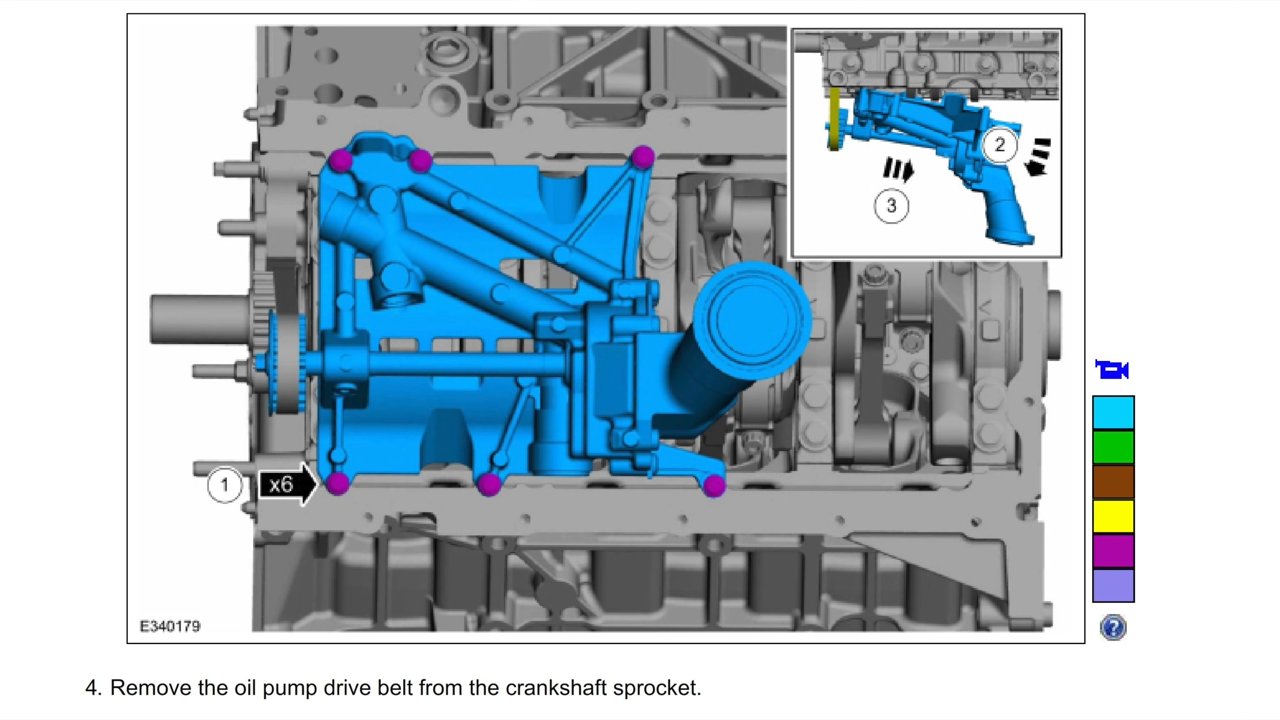 2
3
1
x6
E340179
4. Remove the oil pump drive belt from the crankshaft sprocket.